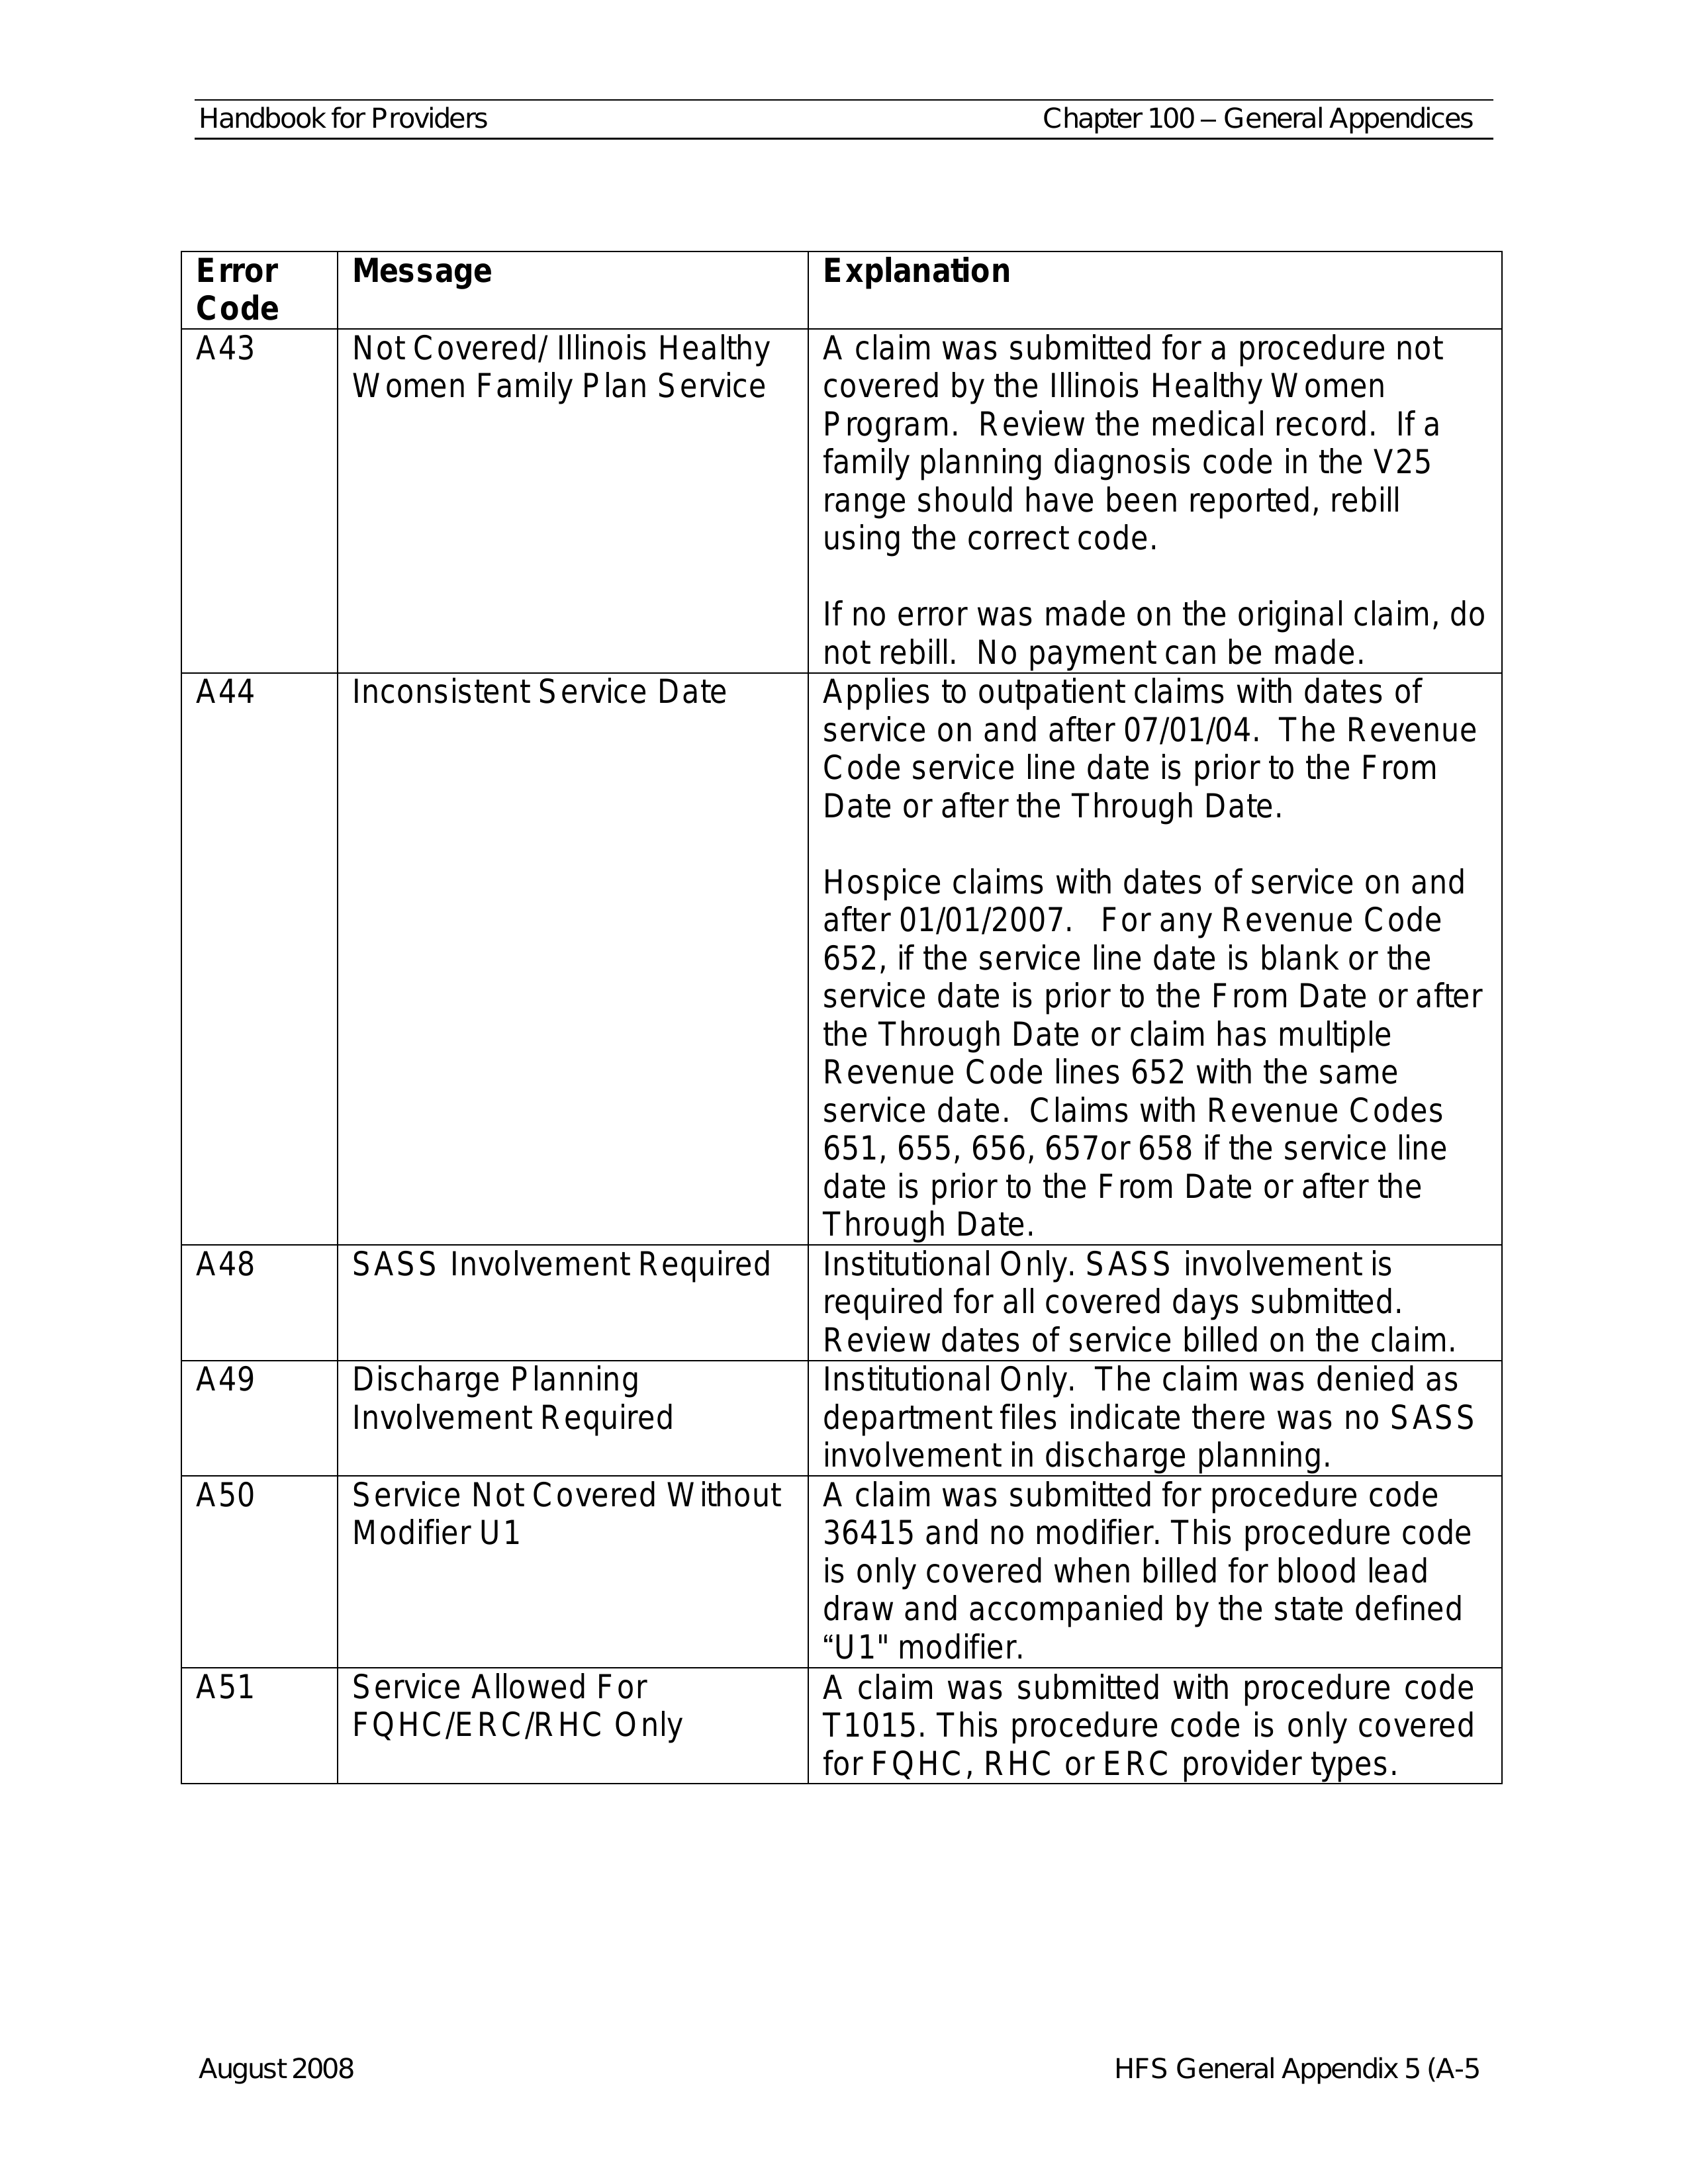 Handbook for Providers Chapter 100 – General Appendices
Error
Code
Message
Explanation
A43
Not Covered/ Illinois Healthy
Women Family Plan Service
A claim was submitted for a procedure not
covered by the Illinois Healthy Women
Program.  Review the medical record.  If a
family planning diagnosis code in the V25
range should have been reported, rebill
using the correct code.
If no error was made on the original claim, do
not rebill.  No payment can be made.
A44
Inconsistent Service Date
Applies to outpatient claims with dates of
service on and after 07/01/04.  The Revenue
Code service line date is prior to the From
Date or after the Through Date.
Hospice claims with dates of service on and
after 01/01/2007.   For any Revenue Code
652, if the service line date is blank or the
service date is prior to the From Date or after
the Through Date or claim has multiple
Revenue Code lines 652 with the same
service date.  Claims with Revenue Codes
651, 655, 656, 657or 658 if the service line
date is prior to the From Date or after the
Through Date.
A48
SASS Involvement Required
Institutional Only. SASS involvement is
required for all covered days submitted.
Review dates of service billed on the claim.
A49
Discharge Planning
Involvement Required
Institutional Only.  The claim was denied as
department files indicate there was no SASS
involvement in discharge planning.
A50
Service Not Covered Without
Modifier U1
A claim was submitted for procedure code
36415 and no modifier. This procedure code
is only covered when billed for blood lead
draw and accompanied by the state defined
“U1" modifier.
A51
Service Allowed For
FQHC/ERC/RHC Only
A claim was submitted with procedure code
T1015. This procedure code is only covered
for FQHC, RHC or ERC provider types.
August 2008 HFS General Appendix 5 (A-5